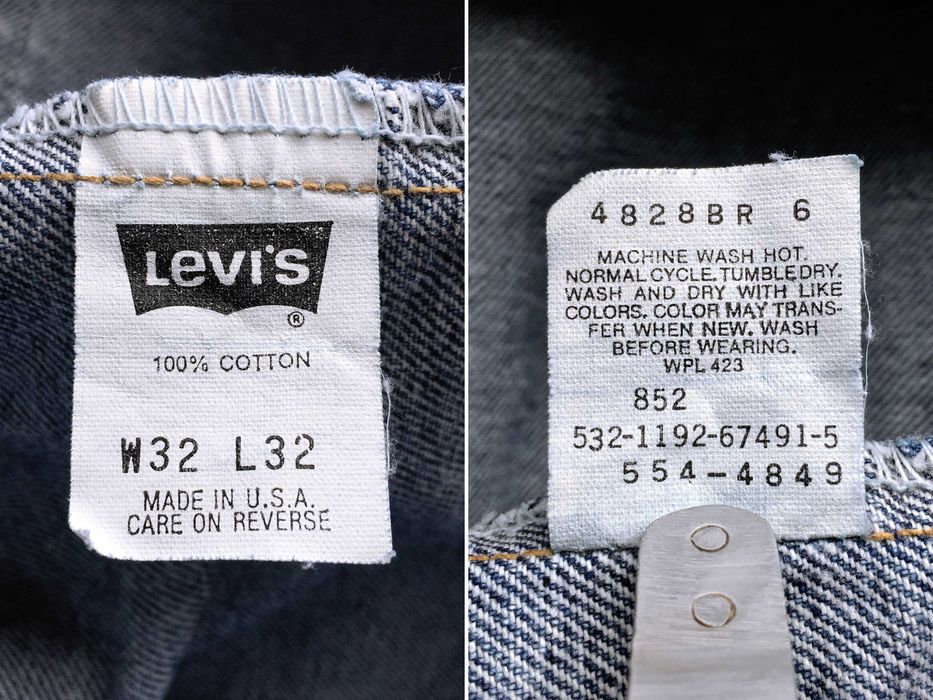 Levi's
®
100% COTTON
W32 L32
MADE IN U.S.A.
CARE ON REVERSE
4828BR 6
MACHINE WASH HOT.
NORMAL CYCLE. TUMBLE DRY.
WASH AND DRY WITH LIKE
COLORS. COLOR MAY TRANS-
FER WHEN NEW. WASH
BEFORE WEARING.
WPL 423
852
532-1192-67491-5
554-4849